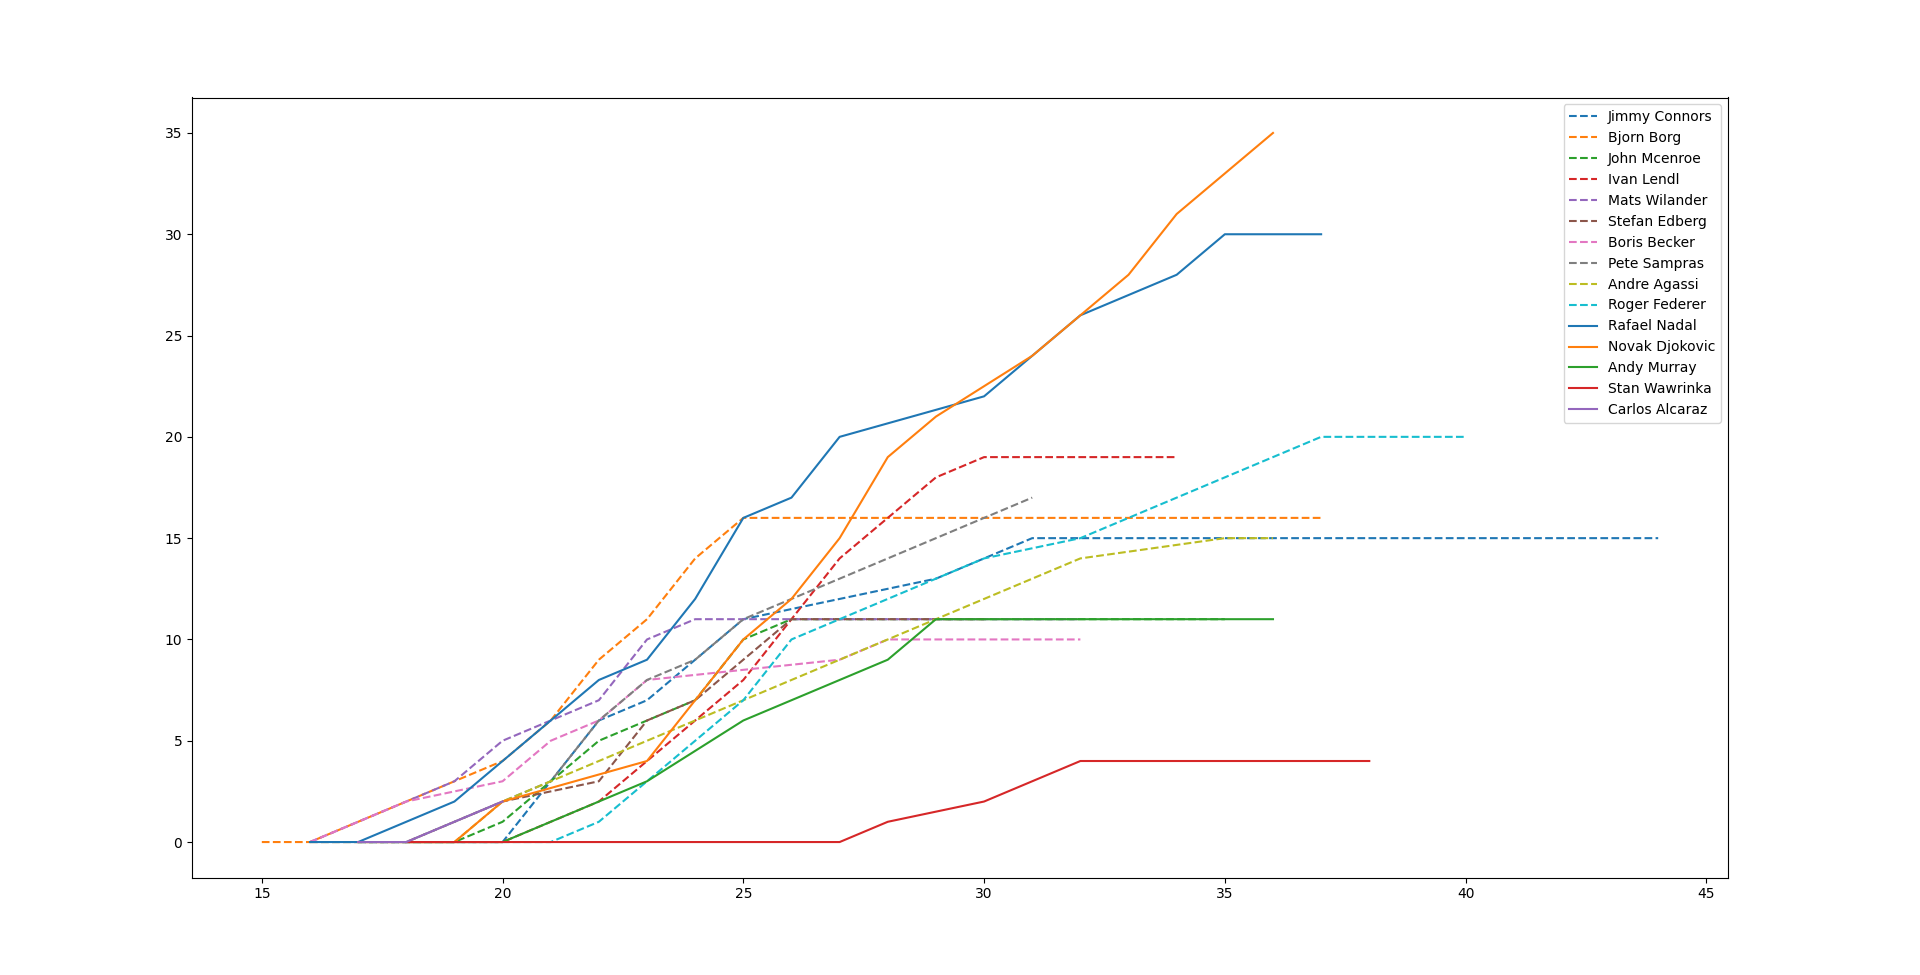 35
30
25
20
15
10
5
0
15 20 25 30 35 40 45
Jimmy Connors
Bjorn Borg
John Mcenroe
Ivan Lendl
Mats Wilander
Stefan Edberg
Boris Becker
Pete Sampras
Andre Agassi
Roger Federer
Rafael Nadal
Novak Djokovic
Andy Murray
Stan Wawrinka
Carlos Alcaraz